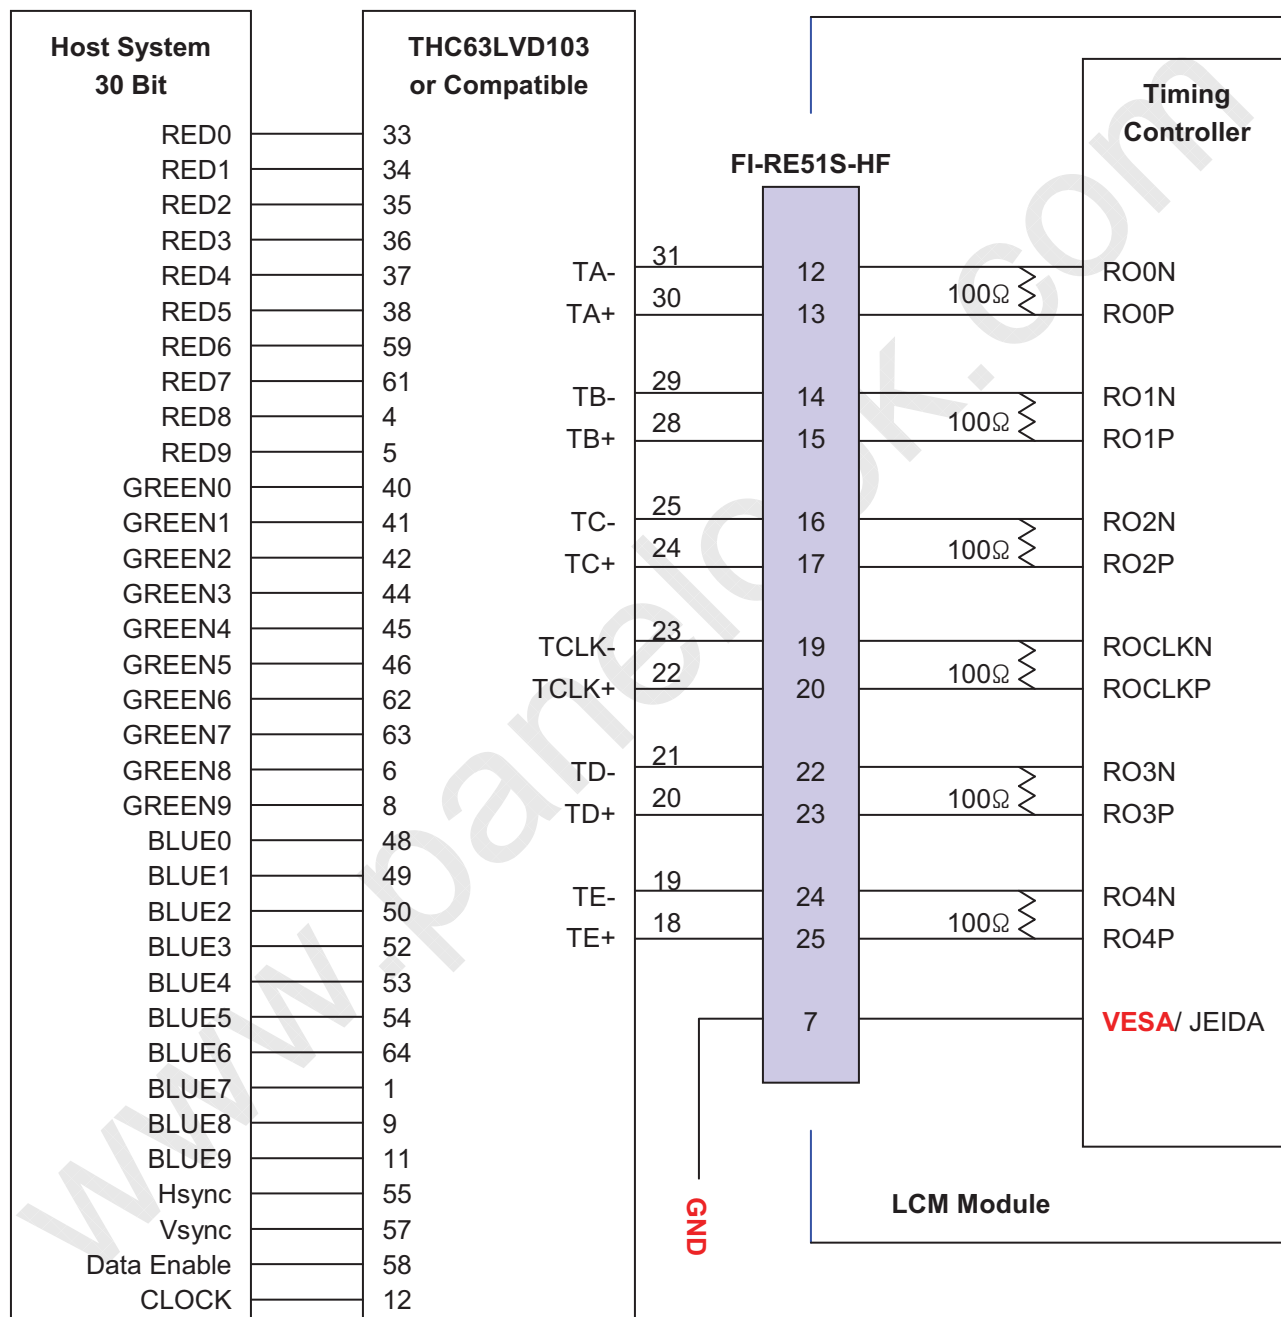 Host System
30 Bit
RED0
RED1
RED2
RED3
RED4
RED5
RED6
RED7
RED8
RED9
GREEN0
GREEN1
GREEN2
GREEN3
GREEN4
GREEN5
GREEN6
GREEN7
GREEN8
GREEN9
BLUE0
BLUE1
BLUE2
BLUE3
BLUE4
BLUE5
BLUE6
BLUE7
BLUE8
BLUE9
Hsync
Vsync
Data Enable
CLOCK
THC63LVD103
or Compatible
33
34
35
36
37
38
59
61
4
5
40
41
42
44
45
46
62
63
6
8
48
49
50
52
53
54
64
1
9
11
55
57
58
12
TA-
TA+
TB-
TB+
TC-
TC+
TCLK-
TCLK+
TD-
TD+
TE-
TE+
31
30
29
28
25
24
23
22
21
20
19
18
FI-RE51S-HF
12
13
14
15
16
17
19
20
22
23
24
25
7
GND
100Ω
100Ω
100Ω
100Ω
100Ω
100Ω
Timing
Controller
RO0N
RO0P
RO1N
RO1P
RO2N
RO2P
ROCLKN
ROCLKP
RO3N
RO3P
RO4N
RO4P
VESA/ JEIDA
LCM Module
www.panelook.com